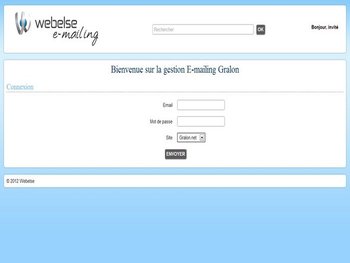 webelse
e-mailing
Rechercher
OK
Bonjour, invité
Bienvenue sur la gestion E-mailing Gralon
Connexion
Email
Mot de passe
Site
Gralon.net
ENVOYER
© 2012 Webelse